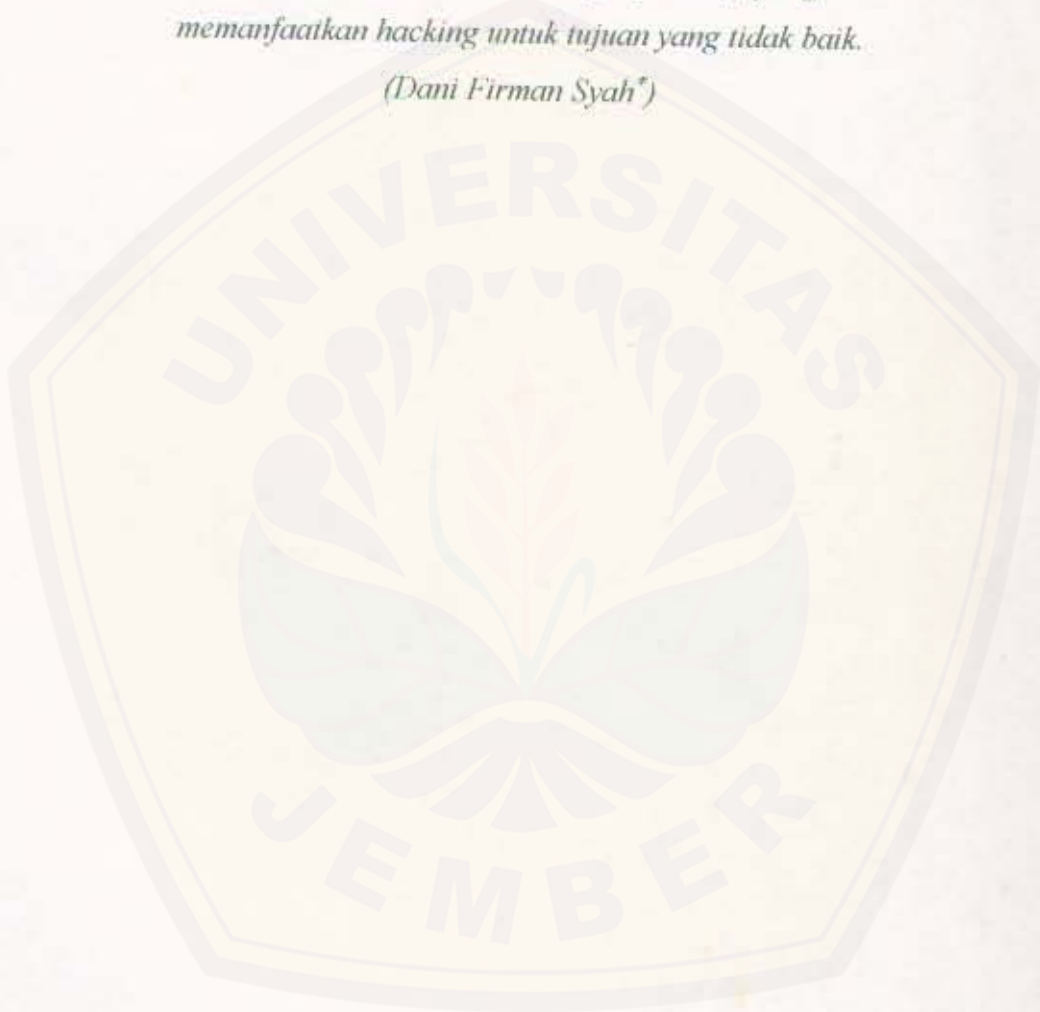 memanfaatkan hacking untuk tujuan yang tidak baik.
(Dani Firman Syah*)
UNIVERSITAS
JEMBER